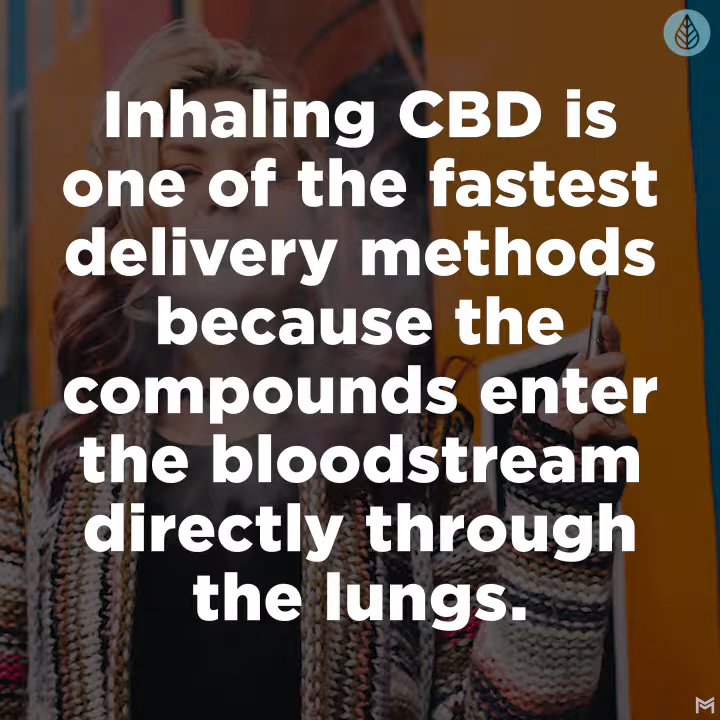 Inhaling CBD is
one of the fastest
delivery methods
because the
compounds enter
the bloodstream
directly through
the lungs.